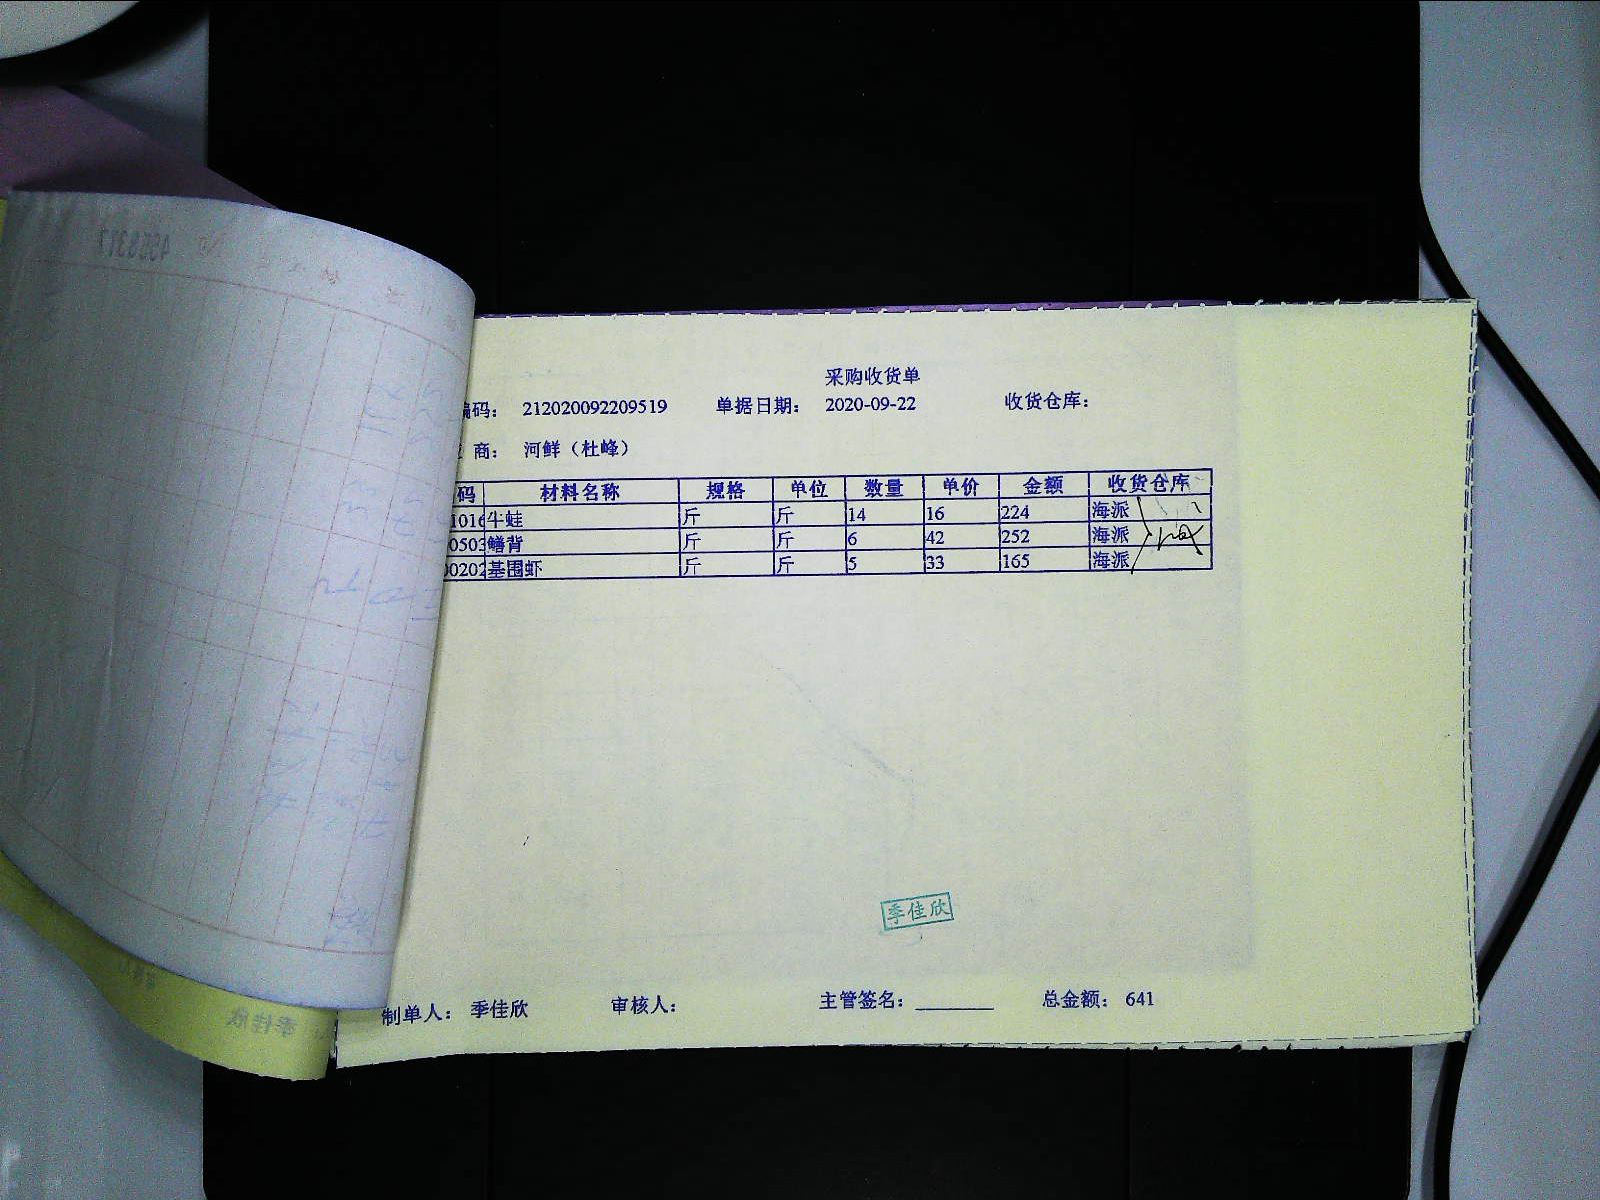 采购收货单
编码： 212020092209519 单据日期： 2020-09-22 收货仓库：
商： 河鲜（杜峰）
码 材料名称 规格 单位 数量 单价 金额 收货仓库
1016 牛蛙 斤 斤 14 16 224 海派
0503 鳝背 斤 斤 6 42 252 海派
00202 基围虾 斤 斤 5 33 165 海派
季佳欣
制单人： 季佳欣 审核人： 主管签名：________ 总金额： 641